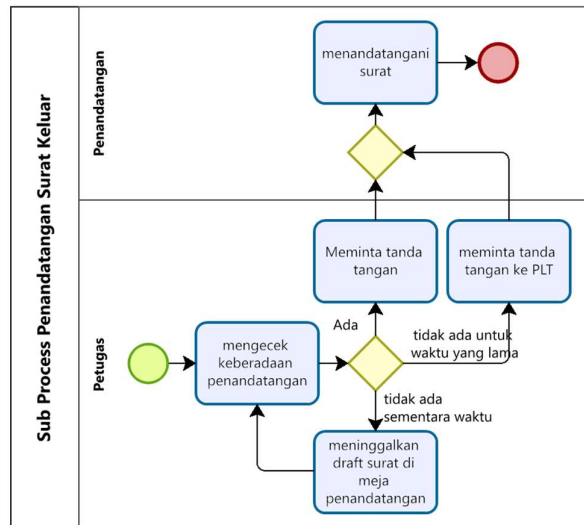 Sub Process Penandatangan Surat Keluar
Penandatangan
menandatangani
surat
Petugas
Meminta tanda
tangan
meminta tanda
tangan ke PLT
Ada
tidak ada untuk
waktu yang lama
mengecek
keberadaan
penandatangan
tidak ada
sementara waktu
meninggalkan
draft surat di
meja
penandatangan